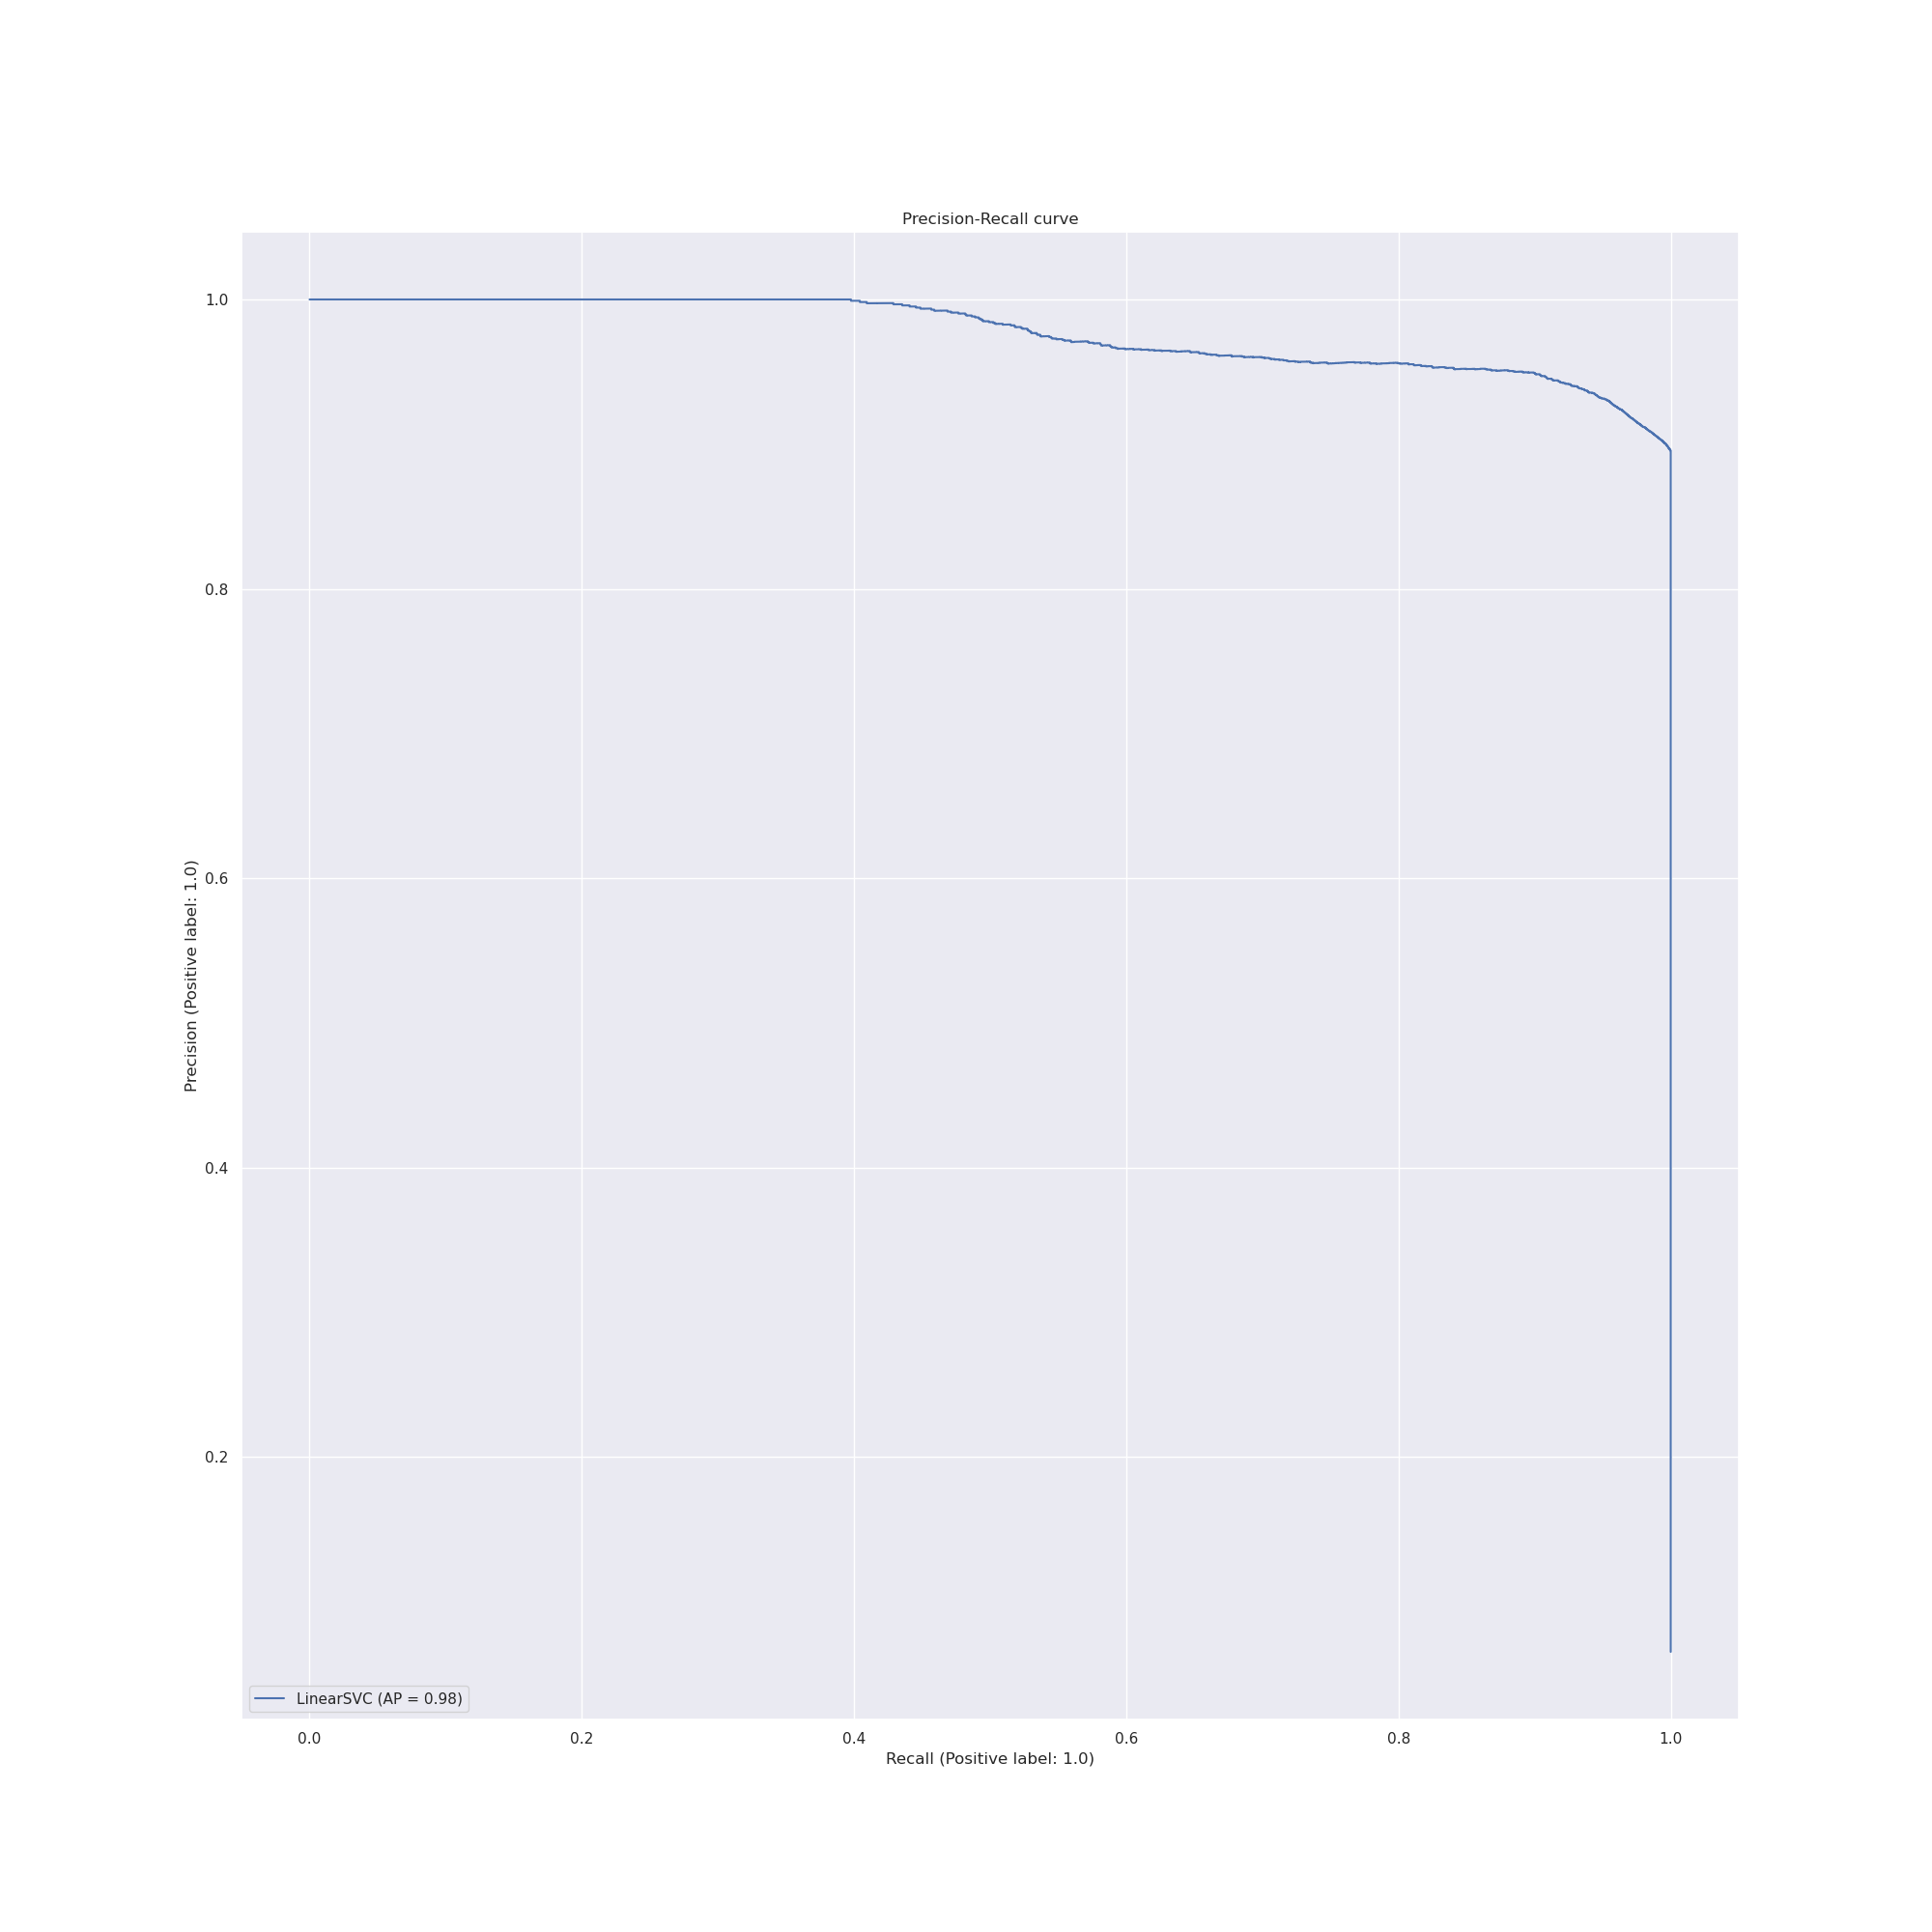 Precision-Recall curve
1.0
0.8
0.6
0.4
0.2
Precision (Positive label: 1.0)
LinearSVC (AP = 0.98)
0.0 0.2 0.4 0.6 0.8 1.0
Recall (Positive label: 1.0)